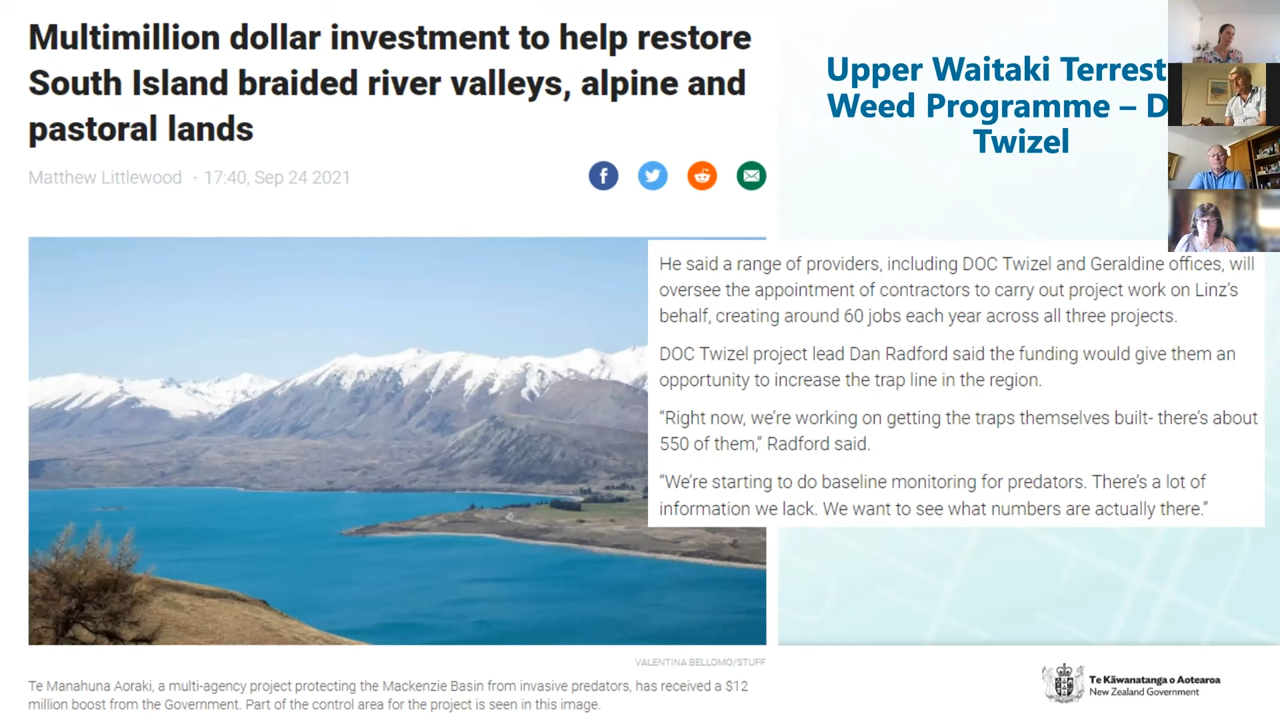 Multimillion dollar investment to help restore
South Island braided river valleys, alpine and
pastoral lands
Matthew Littlewood · 17:40, Sep 24 2021
Upper Waitaki Terrest
Weed Programme – D
Twizel
He said a range of providers, including DOC Twizel and Geraldine offices, will
oversee the appointment of contractors to carry out project work on Linz’s
behalf, creating around 60 jobs each year across all three projects.
DOC Twizel project lead Dan Radford said the funding would give them an
opportunity to increase the trap line in the region.
“Right now, we’re working on getting the traps themselves built- there’s about
550 of them,” Radford said.
“We’re starting to do baseline monitoring for predators. There’s a lot of
information we lack. We want to see what numbers are actually there.”
VALENTINA BELLOMO/STUFF
Te Manahuna Aoraki, a multi-agency project protecting the Mackenzie Basin from invasive predators, has received a $12
million boost from the Government. Part of the control area for the project is seen in this image.
Te Kāwanatanga o Aotearoa
New Zealand Government